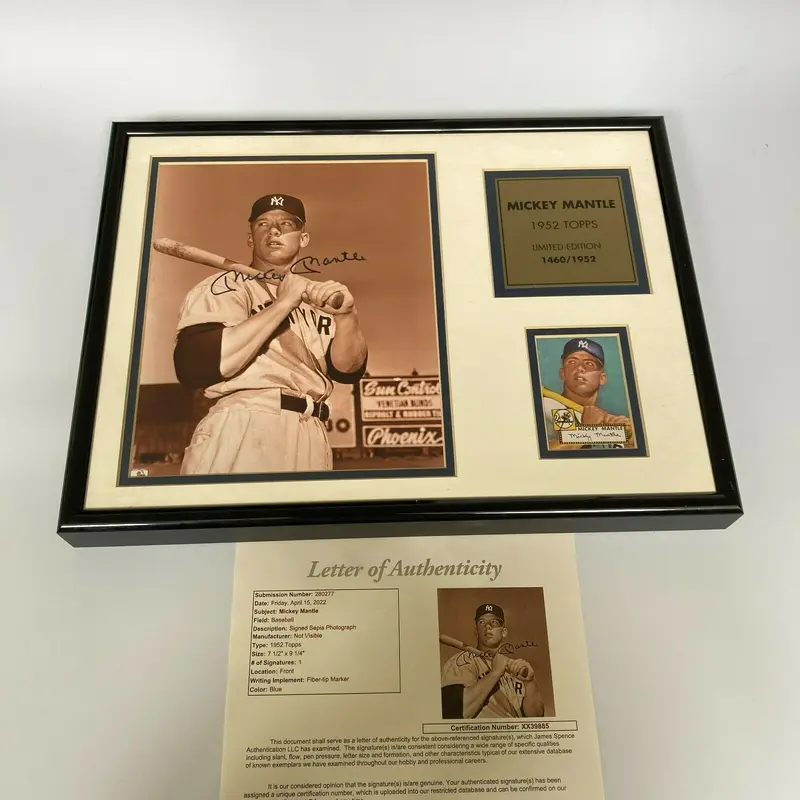 MICKEY MANTLE
1952 TOPPS
LIMITED EDITION
1460/1952
NY
Mickey Mantle
NEW YOR
Sun Control
VENETIAN BLINDS
ASPHALT & RUBBER TI
Phoenix
MICKEY MANTLE
Mickey Mantle
Letter of Authenticity
Submission Number: 280277
Date: Friday, April 15, 2022
Subject: Mickey Mantle
Field: Baseball
Description: Signed Sepia Photograph
Manufacturer: Not Visible
Type: 1952 Topps
Size: 7 1/2" x 9 1/4"
# of Signatures: 1
Location: Front
Writing Implement: Fiber-tip Marker
Color: Blue
Mickey Mantle
Certification Number: XX39885
This document shall serve as a letter of authenticity for the above-referenced signature(s), which James Spence
Authentication LLC has examined. The signature(s) is/are consistent considering a wide range of specific qualities
including slant, flow, pen pressure, letter size and formation, and other characteristics typical of our extensive database
of known exemplars we have examined throughout our hobby and professional careers.
It is our considered opinion that the signature(s) is/are genuine. Your authenticated signature(s) has been
assigned a unique certification number, which is uploaded into our restricted database and can be confirmed on our